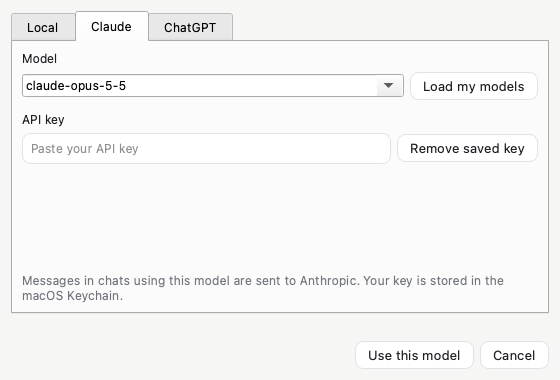 Local Claude ChatGPT
Model
claude-opus-5-5 Load my models
API key
Paste your API key Remove saved key
Messages in chats using this model are sent to Anthropic. Your key is stored in the
macOS Keychain.
Use this model Cancel